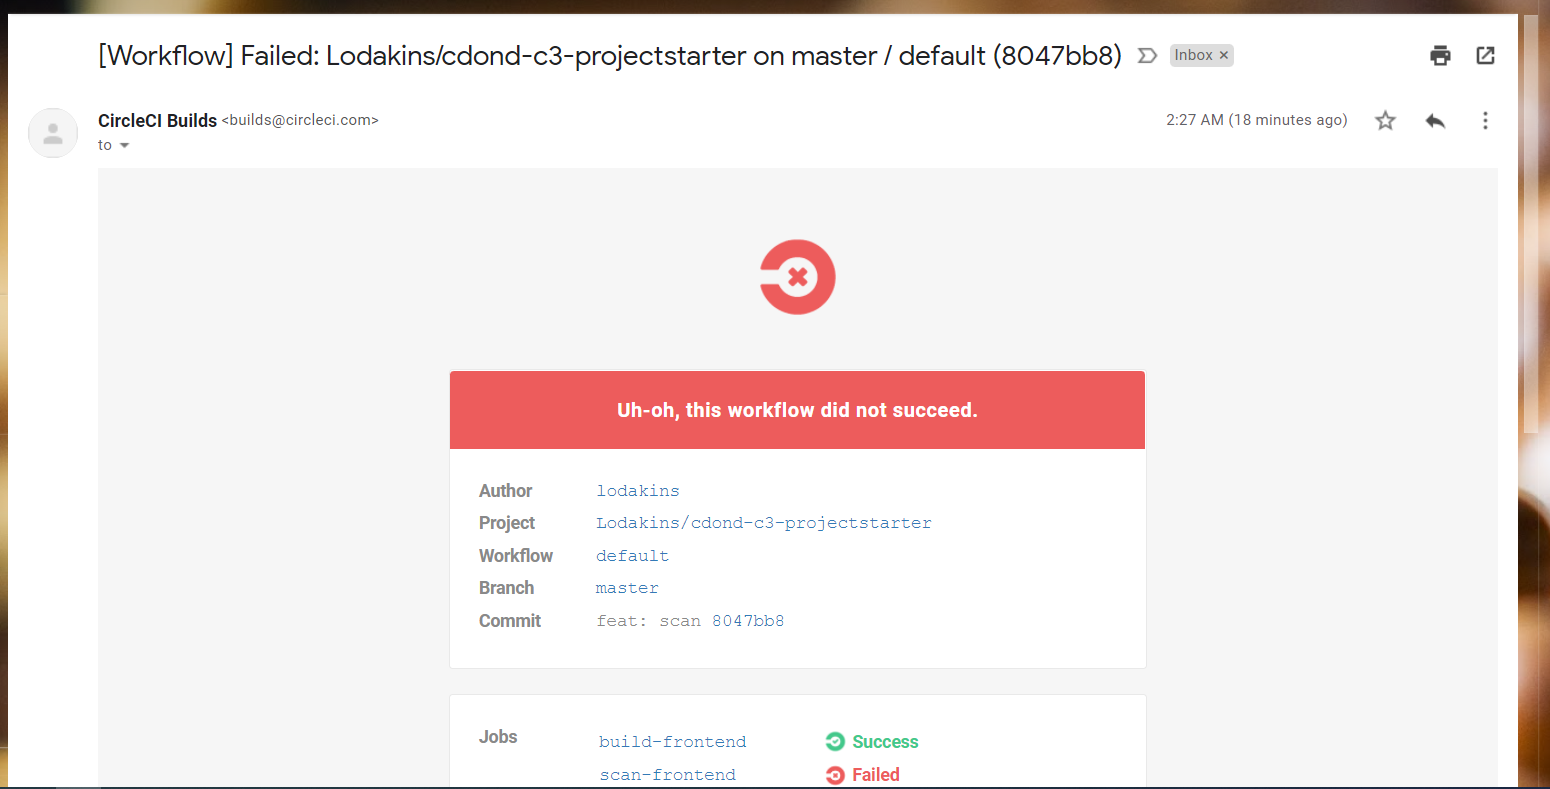 [Workflow] Failed: Lodakins/cdond-c3-projectstarter on master / default (8047bb8) Inbox ×
CircleCI Builds <builds@circleci.com> 2:27 AM (18 minutes ago)
to
Uh-oh, this workflow did not succeed.
Author lodakins
Project Lodakins/cdond-c3-projectstarter
Workflow default
Branch master
Commit feat: scan 8047bb8
Jobs build-frontend Success
scan-frontend Failed